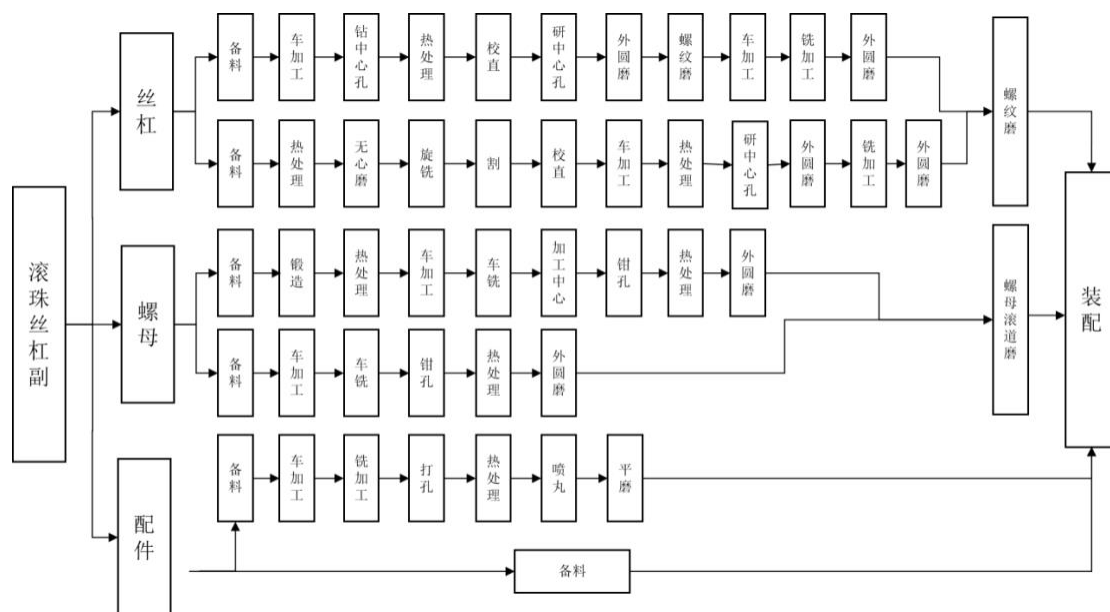 滚珠丝杠副
丝杠
备料
车加工
钻中心孔
热处理
校直
研中心孔
外圆磨
螺纹磨
车加工
铣加工
外圆磨
螺纹磨
备料
热处理
无心磨
旋铣
割
校直
车加工
热处理
研中心孔
外圆磨
铣加工
外圆磨
螺母
备料
锻造
热处理
车加工
车铣
加工中心
钳孔
热处理
外圆磨
螺母滚道磨
备料
车加工
车铣
钳孔
热处理
外圆磨
配件
备料
车加工
铣加工
打孔
热处理
喷丸
平磨
备料
装配